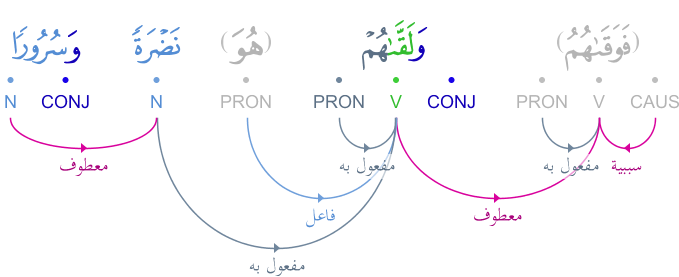 (فَوَقَىٰهُمُ) وَلَقَّىٰهُمۡ (هُوَ) نَضۡرَةٗ وَسُرُورٗا
N CONJ N PRON PRON V CONJ PRON V CAUS
سببية مفعول به مفعول به معطوف
معطوف فاعل
مفعول به